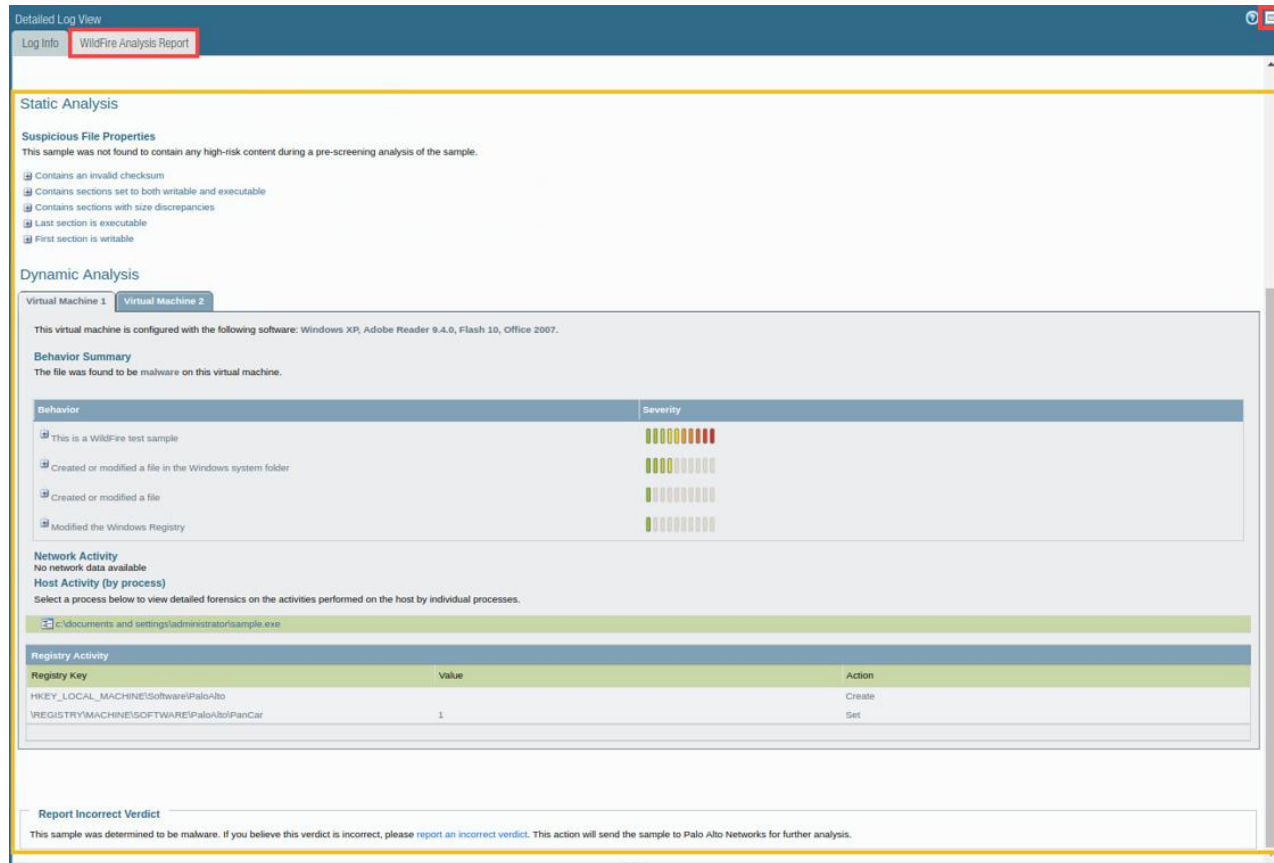 Detailed Log View
Log Info WildFire Analysis Report
Static Analysis
Suspicious File Properties
This sample was not found to contain any high-risk content during a pre-screening analysis of the sample.
Contains an invalid checksum
Contains sections set to both writable and executable
Contains sections with size discrepancies
Last section is executable
First section is writable
Dynamic Analysis
Virtual Machine 1 Virtual Machine 2
This virtual machine is configured with the following software: Windows XP, Adobe Reader 9.4.0, Flash 10, Office 2007.
Behavior Summary
The file was found to be malware on this virtual machine.
Behavior Severity
This is a WildFire test sample
Created or modified a file in the Windows system folder
Created or modified a file
Modified the Windows Registry
Network Activity
No network data available
Host Activity (by process)
Select a process below to view detailed forensics on the activities performed on the host by individual processes.
c:\documents and settings\administrator\sample.exe
Registry Activity
Registry Key Value Action
HKEY_LOCAL_MACHINE\Software\PaloAlto Create
\REGISTRY\MACHINE\SOFTWARE\PaloAlto\PanCar 1 Set
Report Incorrect Verdict
This sample was determined to be malware. If you believe this verdict is incorrect, please report an incorrect verdict. This action will send the sample to Palo Alto Networks for further analysis.